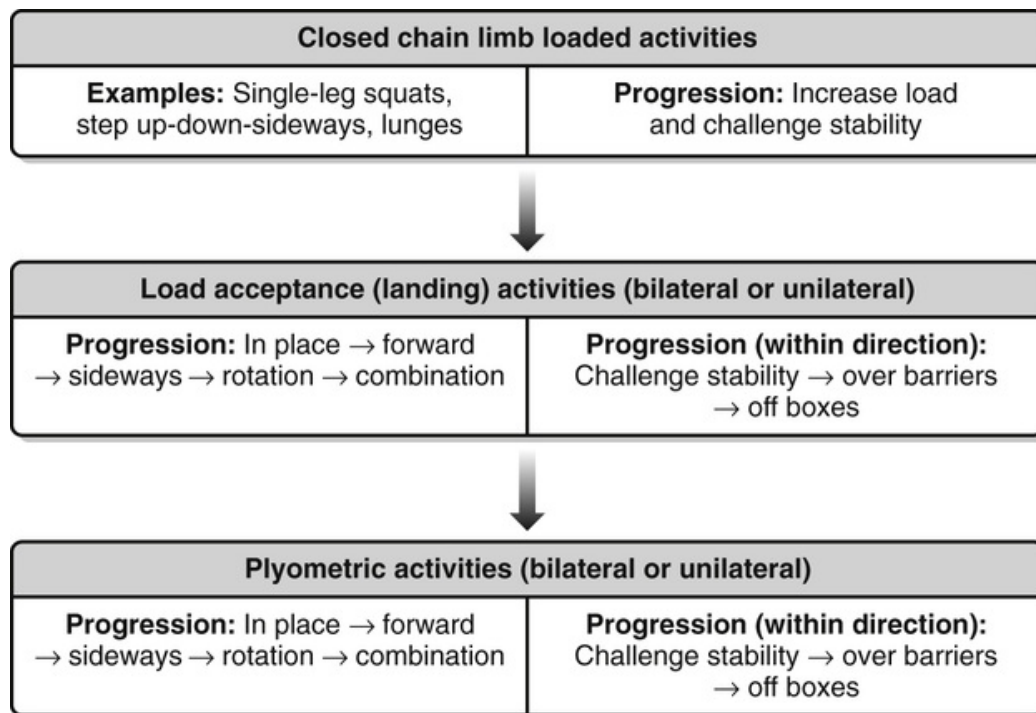 Closed chain limb loaded activities
Examples: Single-leg squats,
step up-down-sideways, lunges
Progression: Increase load
and challenge stability
Load acceptance (landing) activities (bilateral or unilateral)
Progression: In place → forward
→ sideways → rotation → combination
Progression (within direction):
Challenge stability → over barriers
→ off boxes
Plyometric activities (bilateral or unilateral)
Progression: In place → forward
→ sideways → rotation → combination
Progression (within direction):
Challenge stability → over barriers
→ off boxes